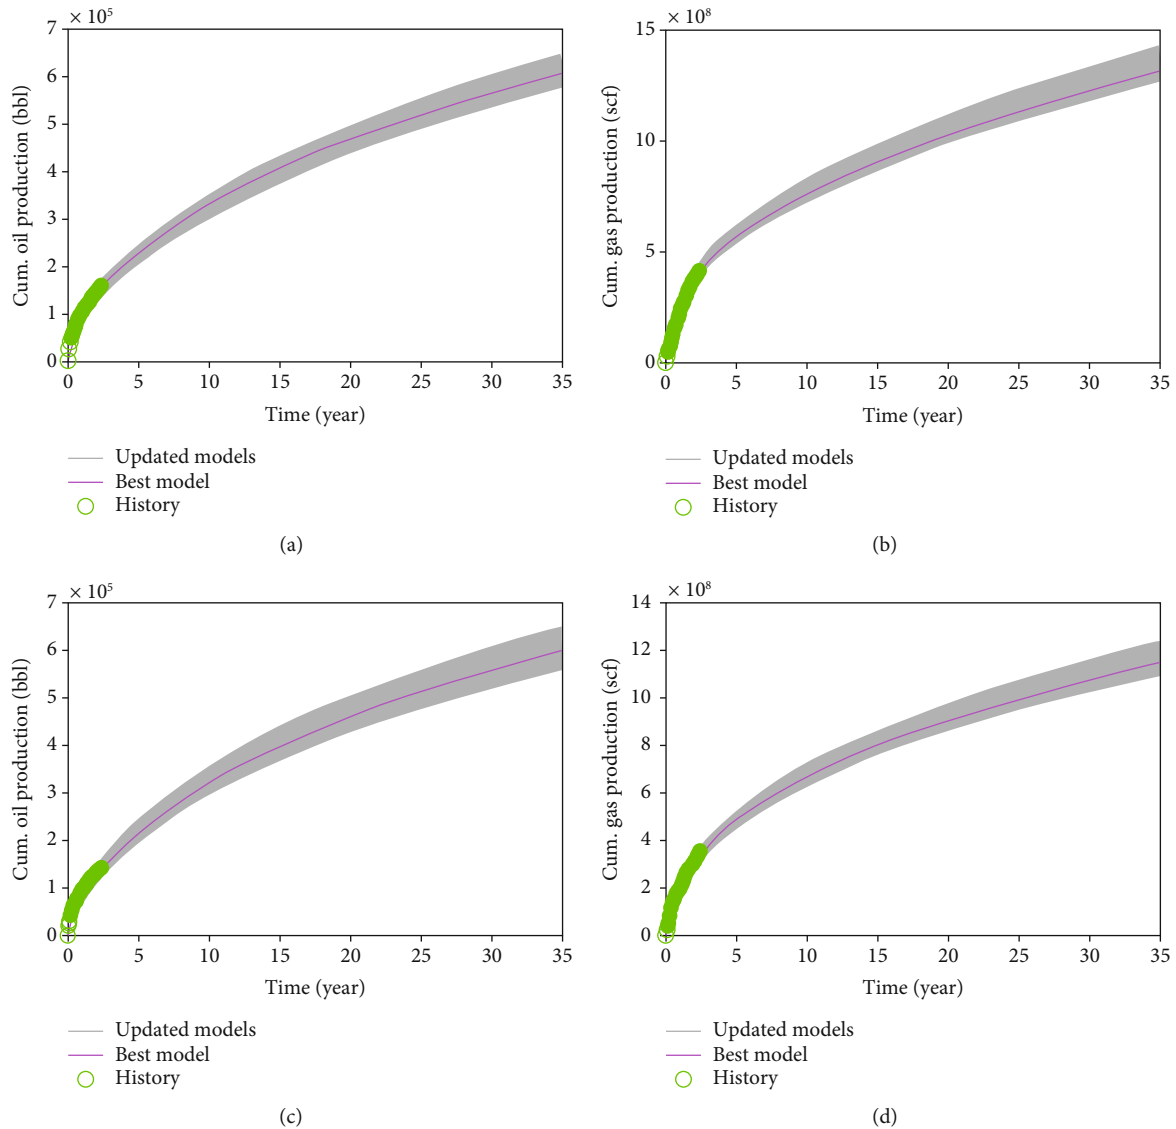 × 10⁵
7
6
5
4
3
2
1
0
Cum. oil production (bbl)
0 5 10 15 20 25 30 35
Time (year)
Updated models
Best model
History
(a)
× 10⁸
15
10
5
0
Cum. gas production (scf)
0 5 10 15 20 25 30 35
Time (year)
Updated models
Best model
History
(b)
× 10⁵
7
6
5
4
3
2
1
0
Cum. oil production (bbl)
0 5 10 15 20 25 30 35
Time (year)
Updated models
Best model
History
(c)
× 10⁸
14
12
10
8
6
4
2
0
Cum. gas production (scf)
0 5 10 15 20 25 30 35
Time (year)
Updated models
Best model
History
(d)